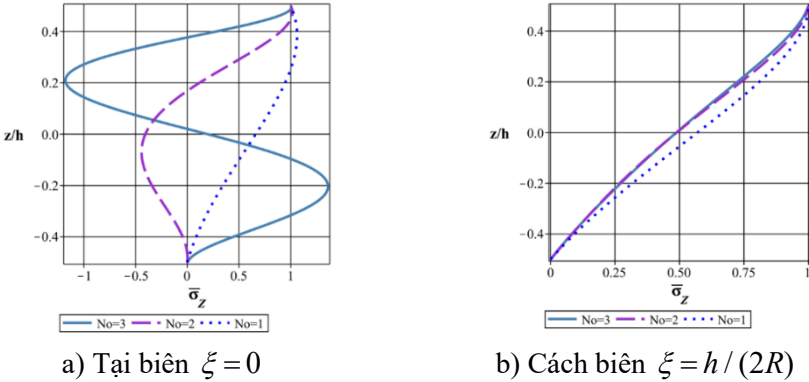 0.4
0.2
z/h 0.0
−0.2
−0.4
−1 −0.5 0 0.5 1
σ̅_Z
No=3 No=2 No=1
a) Tại biên ξ = 0
0.4
0.2
z/h 0.0
−0.2
−0.4
0 0.25 0.50 0.75 1
σ̅_Z
No=3 No=2 No=1
b) Cách biên ξ = h / (2R)